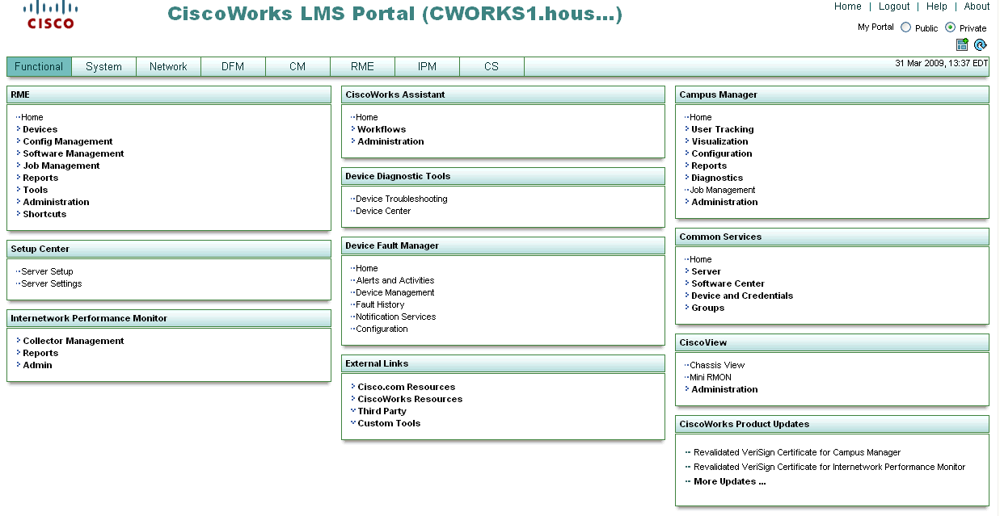 CISCO
CiscoWorks LMS Portal (CWORKS1.hous...)
Home | Logout | Help | About
My Portal Public Private
Functional System Network DFM CM RME IPM CS
31 Mar 2009, 13:37 EDT
RME
Home
Devices
Config Management
Software Management
Job Management
Reports
Tools
Administration
Shortcuts
Setup Center
Server Setup
Server Settings
Internetwork Performance Monitor
Collector Management
Reports
Admin
CiscoWorks Assistant
Home
Workflows
Administration
Device Diagnostic Tools
Device Troubleshooting
Device Center
Device Fault Manager
Home
Alerts and Activities
Device Management
Fault History
Notification Services
Configuration
External Links
Cisco.com Resources
CiscoWorks Resources
Third Party
Custom Tools
Campus Manager
Home
User Tracking
Visualization
Configuration
Reports
Diagnostics
Job Management
Administration
Common Services
Home
Server
Software Center
Device and Credentials
Groups
CiscoView
Chassis View
Mini RMON
Administration
CiscoWorks Product Updates
Revalidated VeriSign Certificate for Campus Manager
Revalidated VeriSign Certificate for Internetwork Performance Monitor
More Updates ...